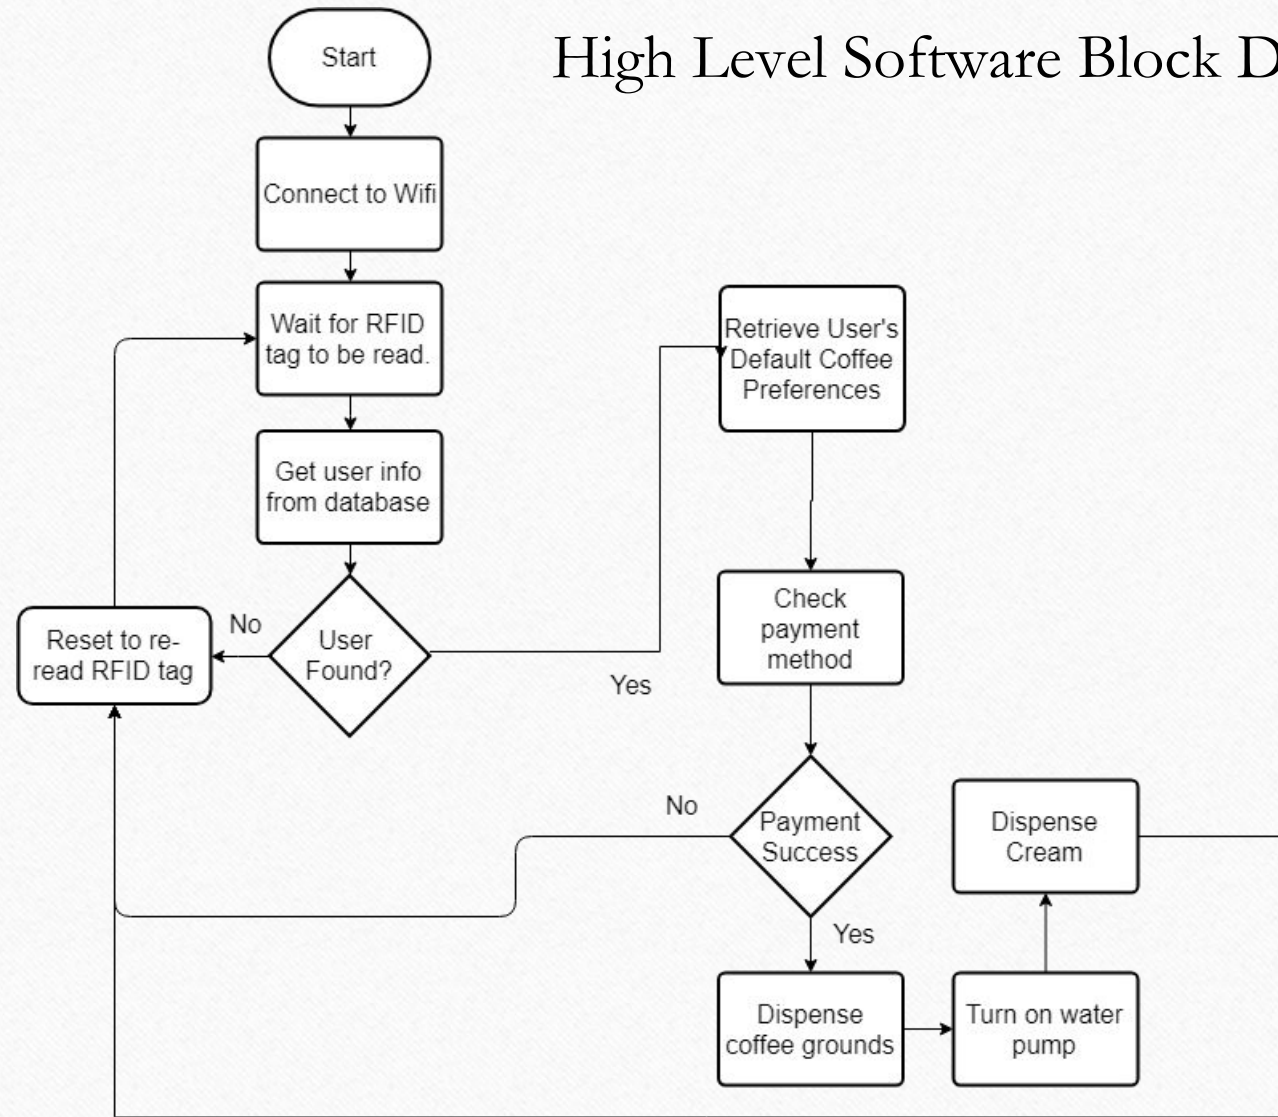 High Level Software Block D
Start
Connect to Wifi
Wait for RFID
tag to be read.
Get user info
from database
User
Found?
No
Reset to re-
read RFID tag
Yes
Retrieve User's
Default Coffee
Preferences
Check
payment
method
Payment
Success
No
Yes
Dispense
coffee grounds
Turn on water
pump
Dispense
Cream